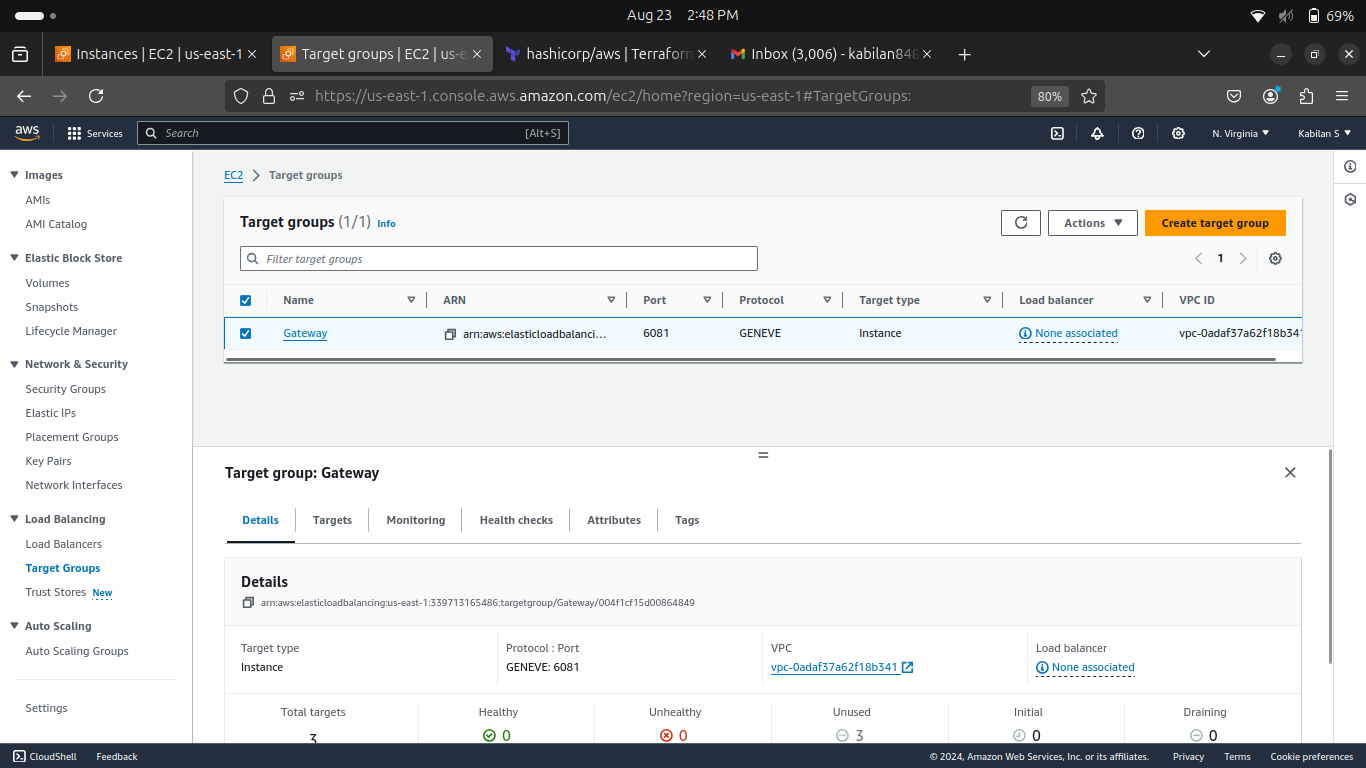 Aug 23 2:48 PM
69%
Instances | EC2 | us-east-1
Target groups | EC2 | us-e
hashicorp/aws | Terraform
Inbox (3,006) - kabilan848
https://us-east-1.console.aws.amazon.com/ec2/home?region=us-east-1#TargetGroups:
80%
aws
Services
Search
[Alt+S]
N. Virginia
Kabilan S
Images
AMIs
AMI Catalog
Elastic Block Store
Volumes
Snapshots
Lifecycle Manager
Network & Security
Security Groups
Elastic IPs
Placement Groups
Key Pairs
Network Interfaces
Load Balancing
Load Balancers
Target Groups
Trust Stores New
Auto Scaling
Auto Scaling Groups
Settings
EC2 > Target groups
Target groups (1/1) Info
Actions
Create target group
Filter target groups
1
Name ARN Port Protocol Target type Load balancer VPC ID
Gateway arn:aws:elasticloadbalanci... 6081 GENEVE Instance None associated vpc-0adaf37a62f18b341
Target group: Gateway
Details Targets Monitoring Health checks Attributes Tags
Details
arn:aws:elasticloadbalancing:us-east-1:339713165486:targetgroup/Gateway/004f1cf15d00864849
Target type Protocol : Port VPC Load balancer
Instance GENEVE: 6081 vpc-0adaf37a62f18b341 None associated
Total targets Healthy Unhealthy Unused Initial Draining
3 0 0 3 0 0
CloudShell Feedback
© 2024, Amazon Web Services, Inc. or its affiliates. Privacy Terms Cookie preferences